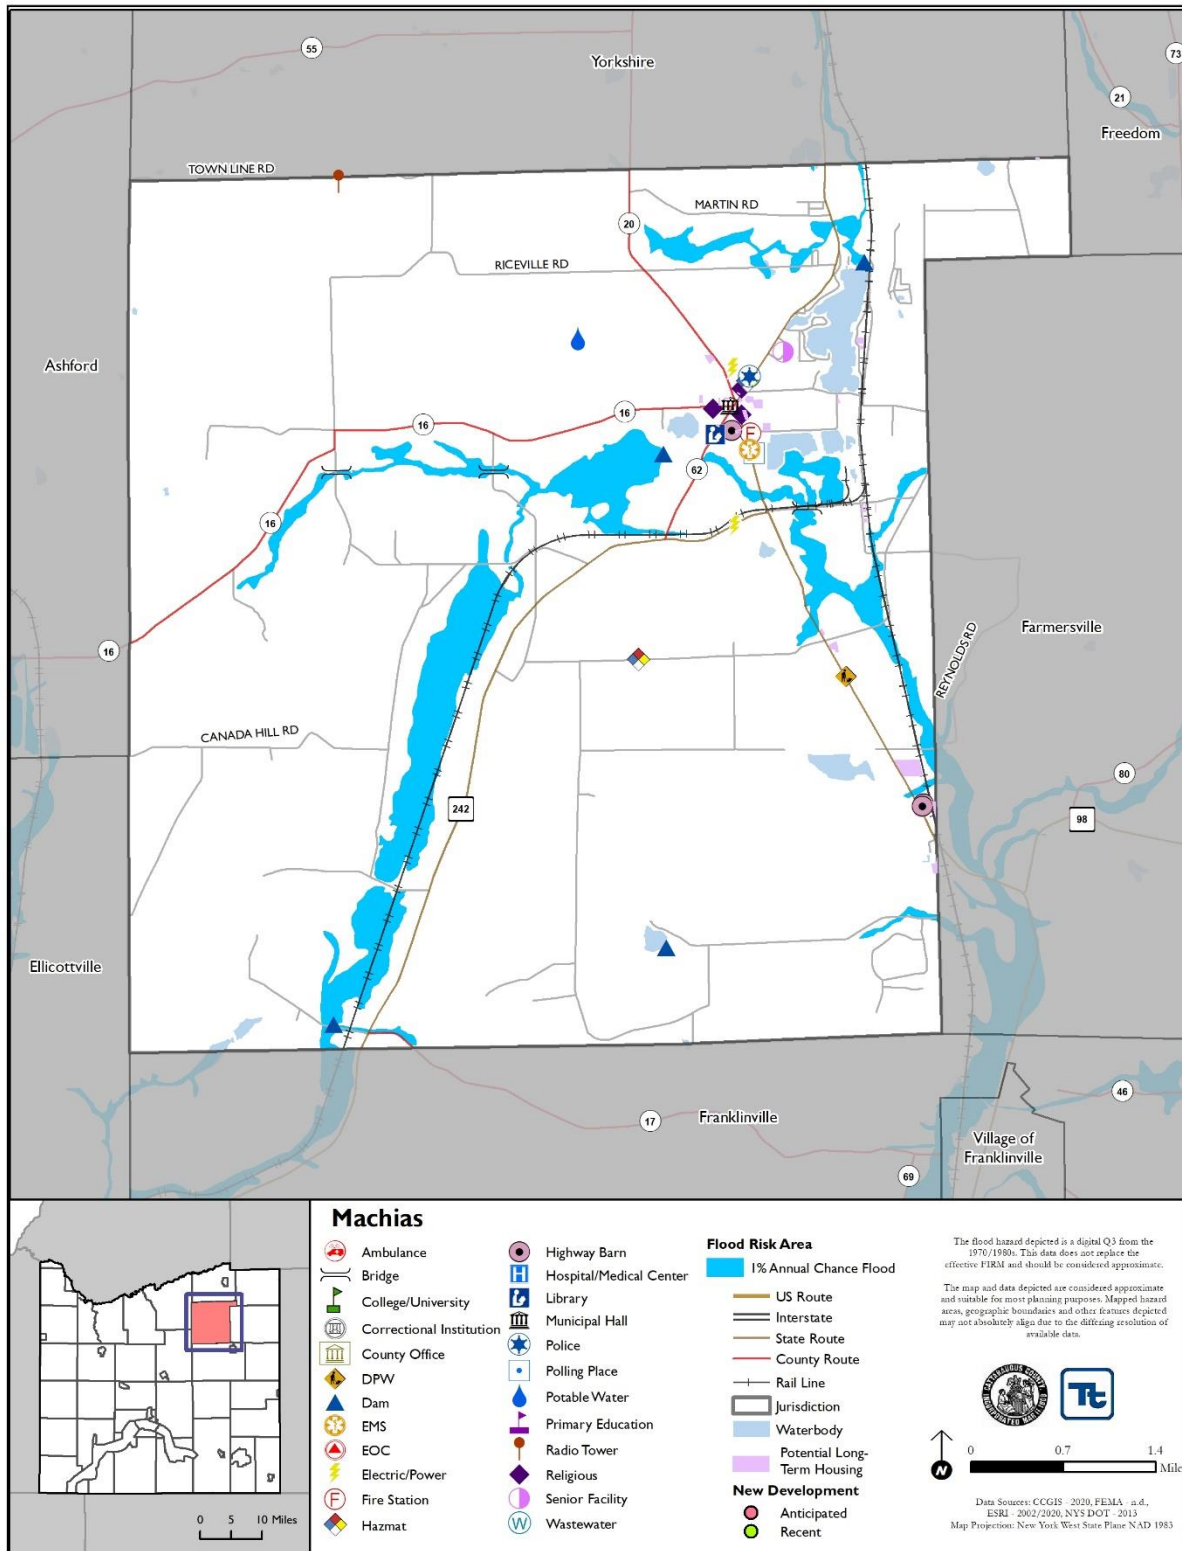 55
Yorkshire
73
21
Freedom
TOWN LINE RD
MARTIN RD
20
RICEVILLE RD
Ashford
16
16
62
16
16
Farmersville
REYNOLDS RD
CANADA HILL RD
80
242
98
Ellicottville
17
Franklinville
46
Village of
Franklinville
69
Machias
Ambulance
Bridge
College/University
Correctional Institution
County Office
DPW
Dam
EMS
EOC
Electric/Power
Fire Station
Hazmat
Highway Barn
Hospital/Medical Center
Library
Municipal Hall
Police
Polling Place
Potable Water
Primary Education
Radio Tower
Religious
Senior Facility
Wastewater
Flood Risk Area
1% Annual Chance Flood
US Route
Interstate
State Route
County Route
Rail Line
Jurisdiction
Waterbody
Potential Long-
Term Housing
New Development
Anticipated
Recent
The flood hazard depicted is a digital Q3 from the
1970/1980s. This data does not replace the
effective FIRM and should be considered approximate.
The map and data depicted are considered approximate
and suitable for most planning purposes. Mapped hazard
areas, geographic boundaries and other features depicted
may not absolutely align due to the differing resolution of
available data.
N
0 0.7 1.4
Mile
Data Sources: CCGIS - 2020, FEMA - n.d.,
ESRI - 2002/2020, NYS DOT - 2013
Map Projection: New York West State Plane NAD 1983
0 5 10 Miles